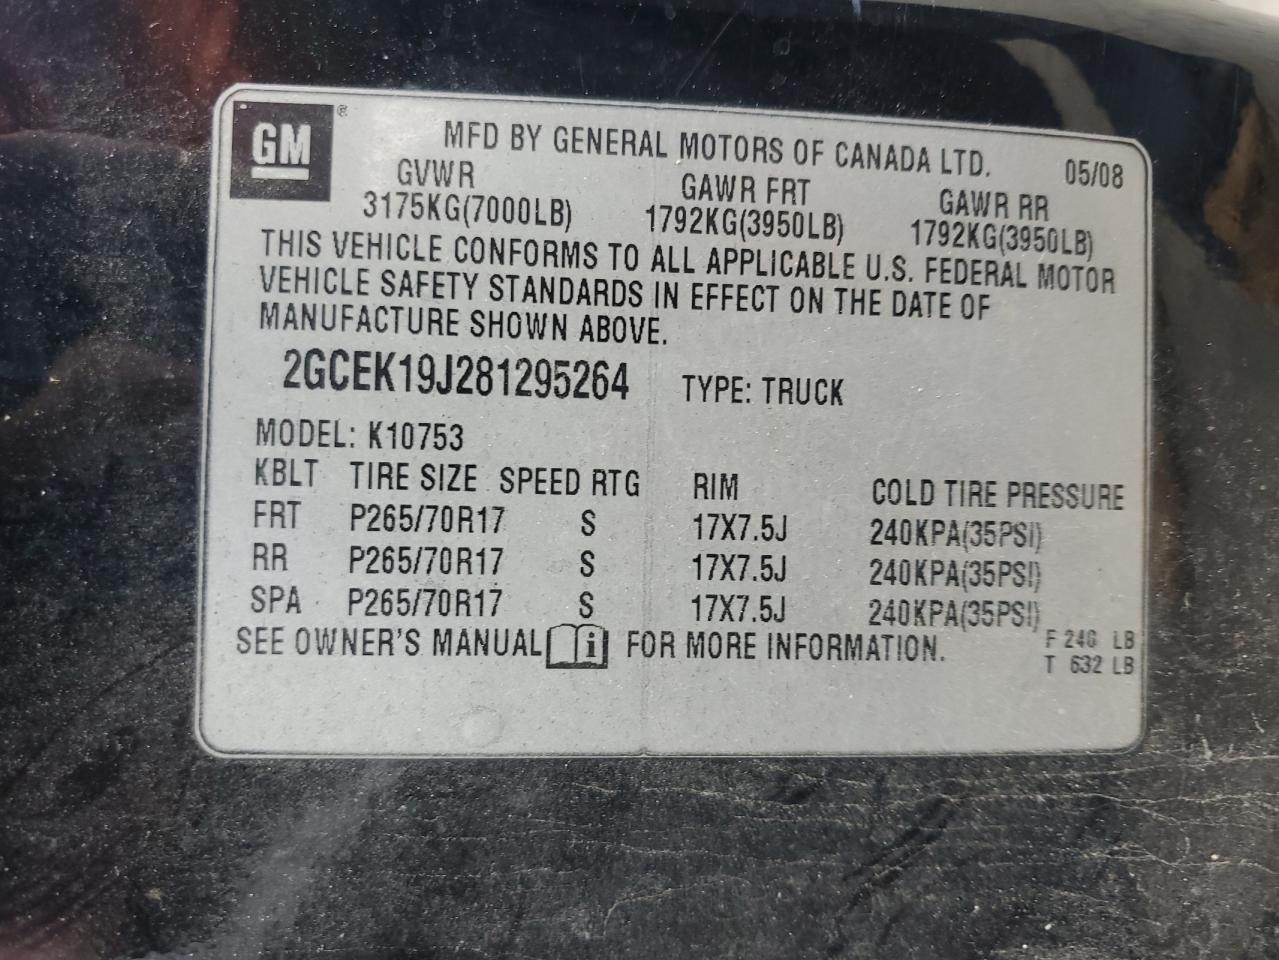 GM ®
MFD BY GENERAL MOTORS OF CANADA LTD.
05/08
GVWR GAWR FRT GAWR RR
3175KG(7000LB) 1792KG(3950LB) 1792KG(3950LB)
THIS VEHICLE CONFORMS TO ALL APPLICABLE U.S. FEDERAL MOTOR
VEHICLE SAFETY STANDARDS IN EFFECT ON THE DATE OF
MANUFACTURE SHOWN ABOVE.
2GCEK19J281295264 TYPE: TRUCK
MODEL: K10753
KBLT TIRE SIZE SPEED RTG RIM COLD TIRE PRESSURE
FRT P265/70R17 S 17X7.5J 240KPA(35PSI)
RR P265/70R17 S 17X7.5J 240KPA(35PSI)
SPA P265/70R17 S 17X7.5J 240KPA(35PSI)
SEE OWNER'S MANUAL i FOR MORE INFORMATION.
F 246 LB
T 632 LB